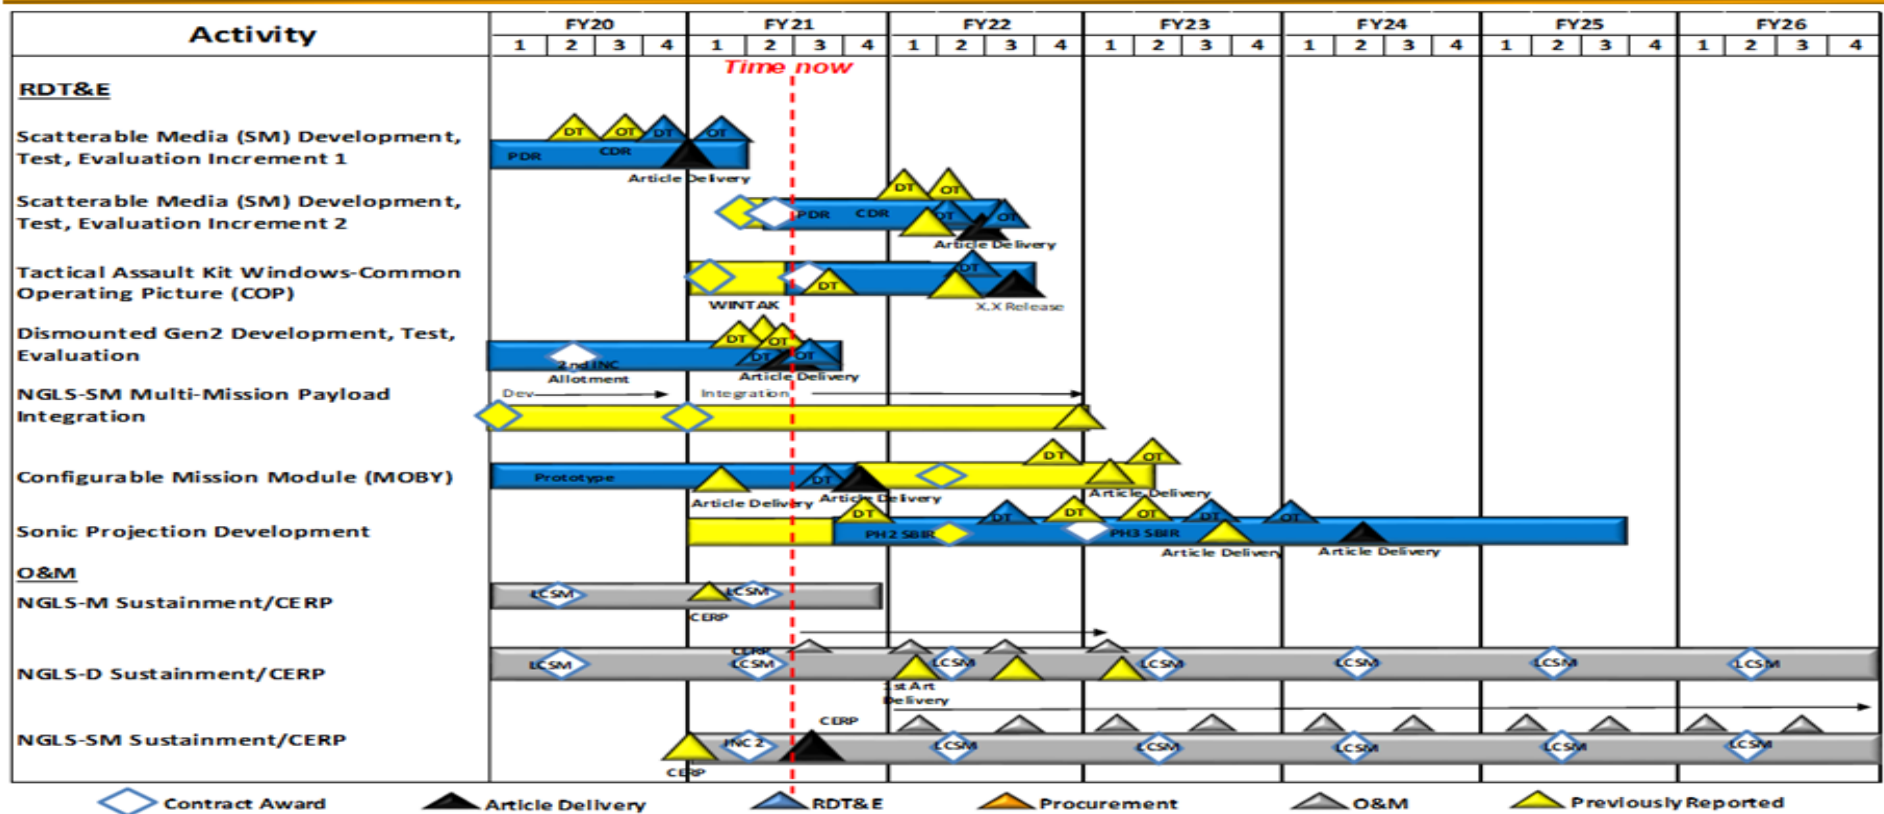 Activity
FY20 FY21 FY22 FY23 FY24 FY25 FY26
1 2 3 4 1 2 3 4 1 2 3 4 1 2 3 4 1 2 3 4 1 2 3 4 1 2 3 4
Time now
RDT&E
Scatterable Media (SM) Development,
Test, Evaluation Increment 1
DT OT DT OT
PDR CDR
Article Delivery
Scatterable Media (SM) Development,
Test, Evaluation Increment 2
DT OT
PDR CDR DT OT
Article Delivery
Tactical Assault Kit Windows-Common
Operating Picture (COP)
DT DT
WINTAK X.X Release
Dismounted Gen2 Development, Test,
Evaluation
DT OT
2nd INC DT OT
Allotment Article Delivery
NGLS-SM Multi-Mission Payload
Integration
Dev Integration
Configurable Mission Module (MOBY)
DT OT
Prototype DT
Article Delivery Article Delivery Article Delivery
Sonic Projection Development
DT DT DT OT DT OT
PH2 SBIR PH3 SBIR
Article Delivery Article Delivery
O&M
NGLS-M Sustainment/CERP
LCSM LCSM
CERP
NGLS-D Sustainment/CERP
CERP
LCSM LCSM LCSM LCSM LCSM LCSM LCSM
1st Art
Delivery
NGLS-SM Sustainment/CERP
CERP
INC 2 LCSM LCSM LCSM LCSM LCSM
CERP
Contract Award Article Delivery RDT&E Procurement O&M Previously Reported